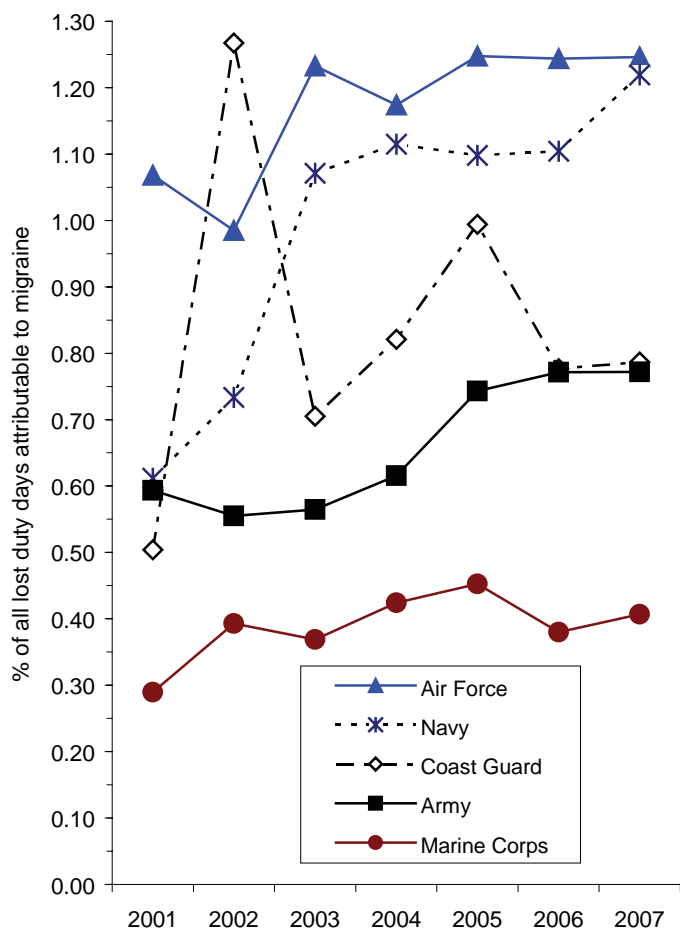 % of all lost duty days attributable to migraine
1.30
1.20
1.10
1.00
0.90
0.80
0.70
0.60
0.50
0.40
0.30
0.20
0.10
0.00
Air Force
Navy
Coast Guard
Army
Marine Corps
2001 2002 2003 2004 2005 2006 2007